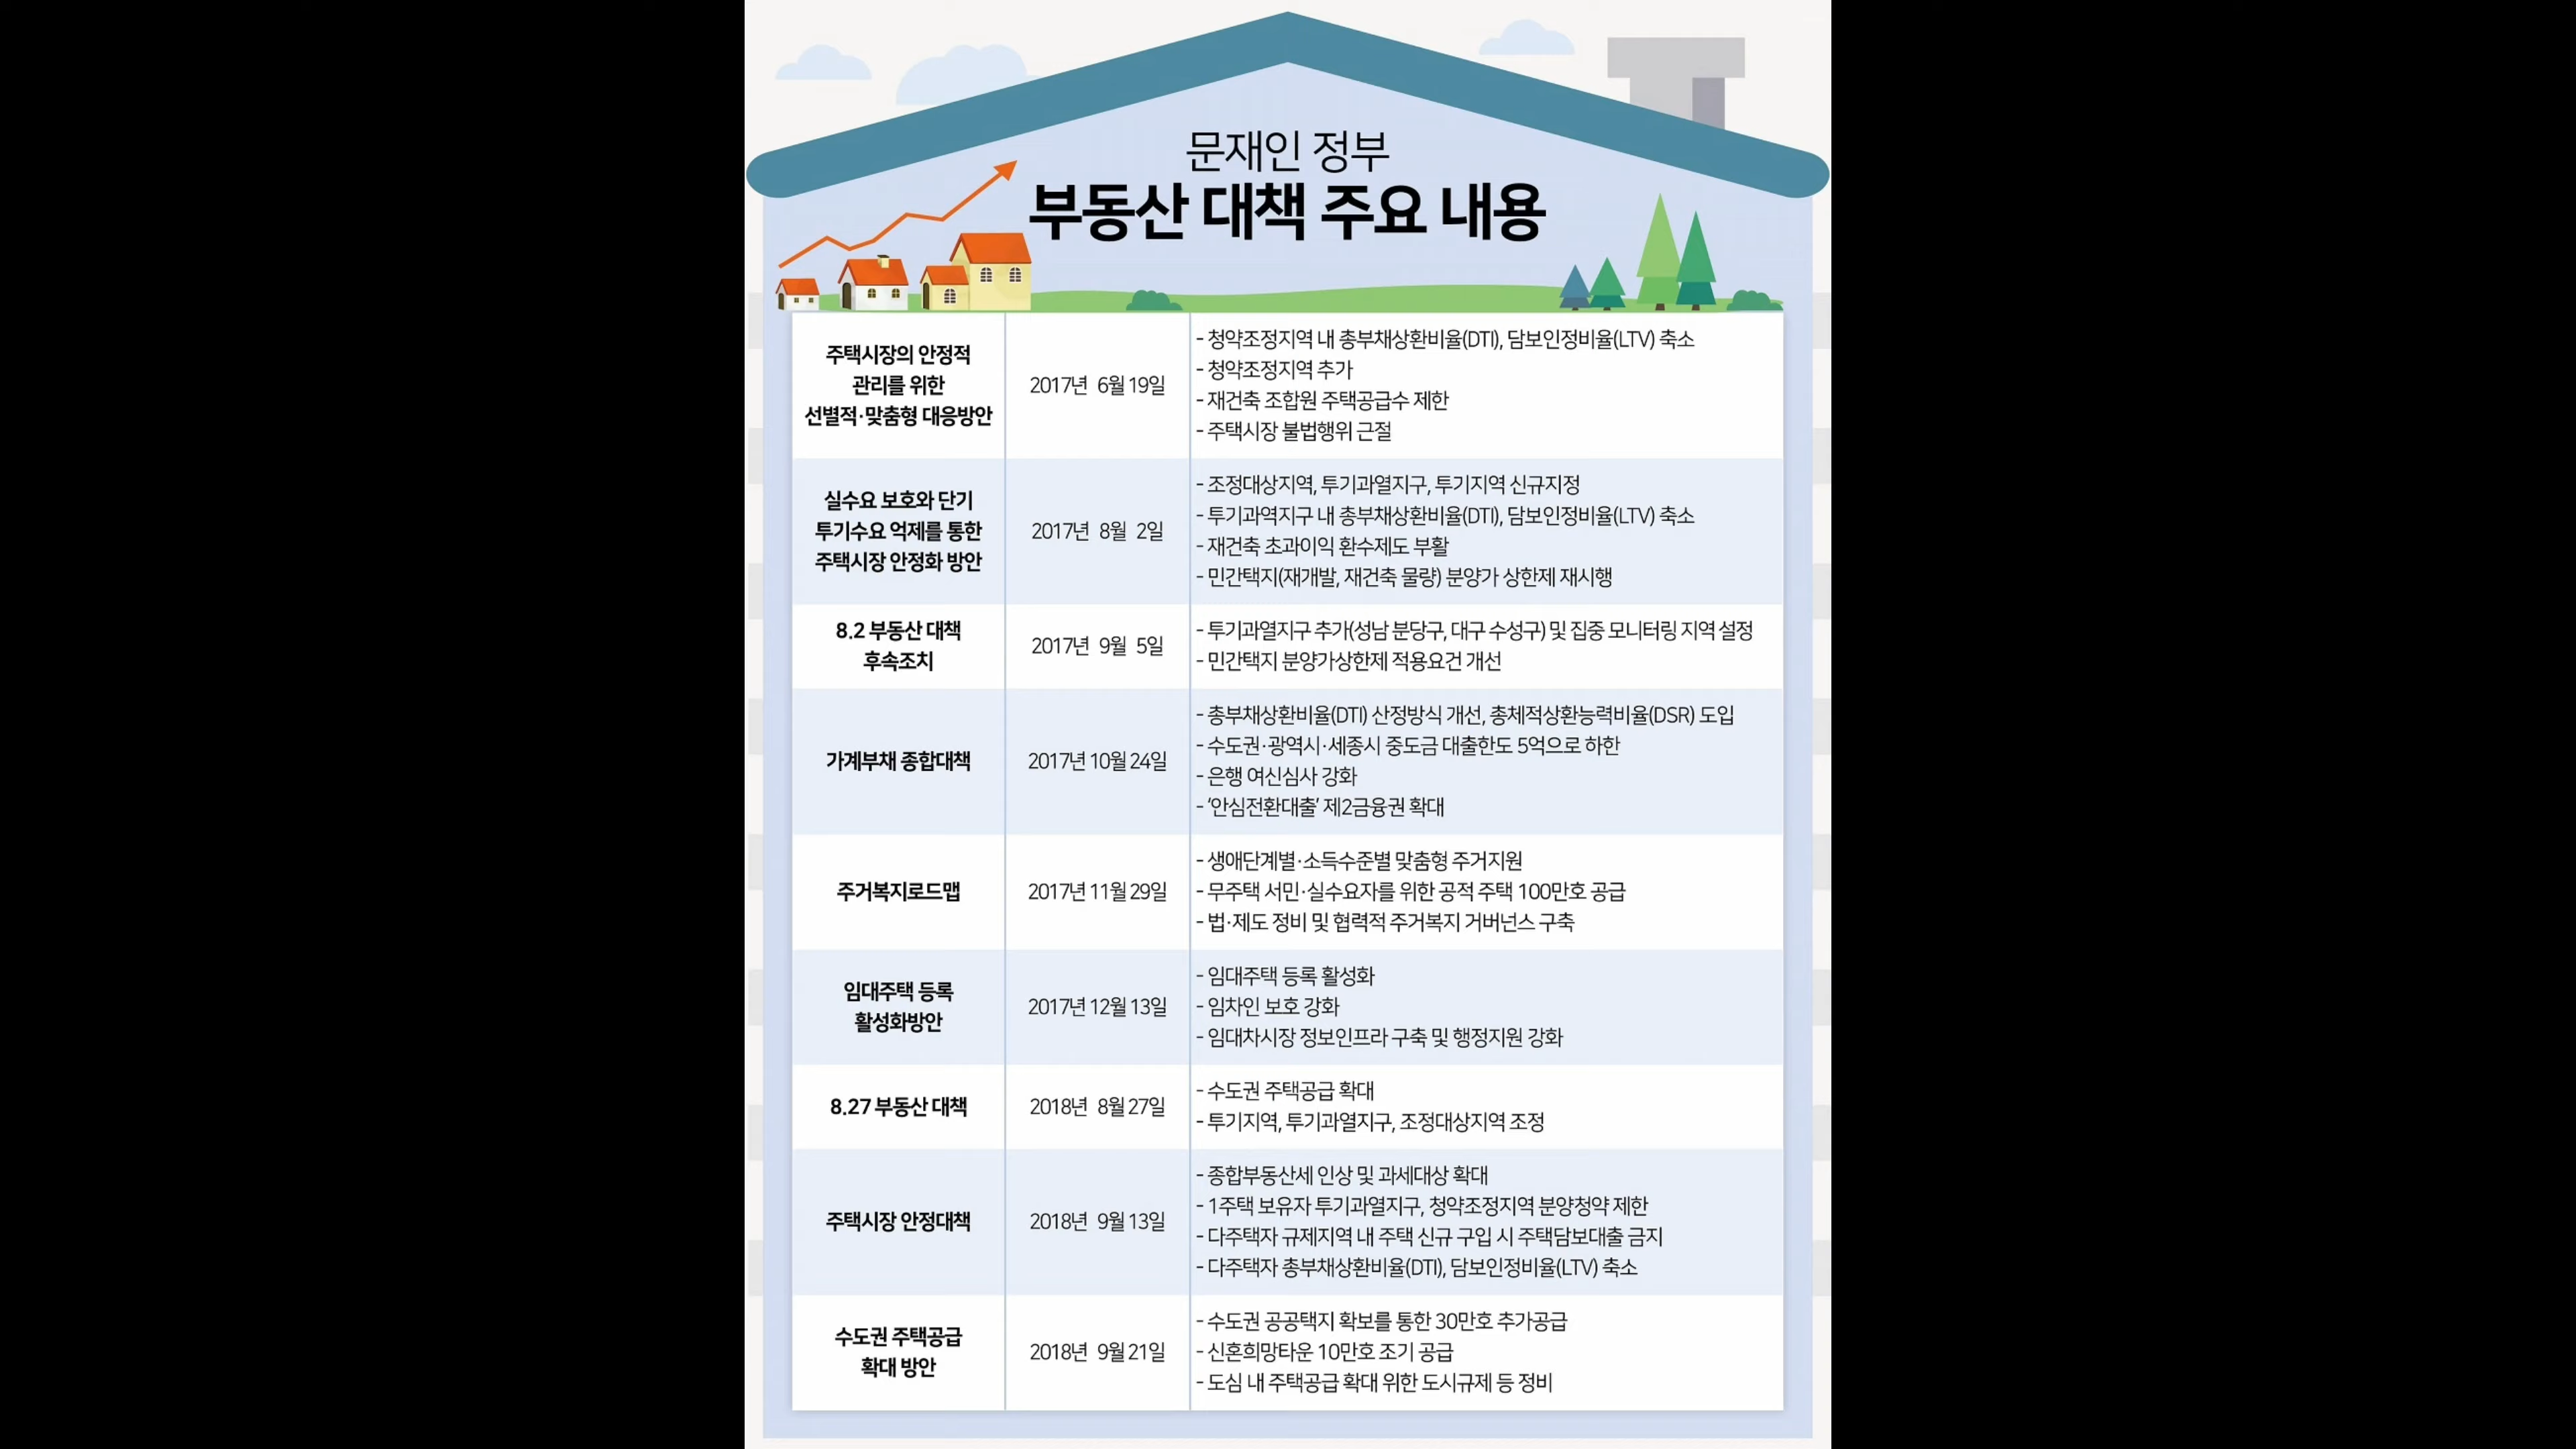 문재인 정부
부동산 대책 주요 내용
주택시장의 안정적
관리를 위한
선별적·맞춤형 대응방안
2017년 6월 19일
- 청약조정지역 내 총부채상환비율(DTI), 담보인정비율(LTV) 축소
- 청약조정지역 추가
- 재건축 조합원 주택공급수 제한
- 주택시장 불법행위 근절
실수요 보호와 단기
투기수요 억제를 통한
주택시장 안정화 방안
2017년 8월 2일
- 조정대상지역, 투기과열지구, 투기지역 신규지정
- 투기과역지구 내 총부채상환비율(DTI), 담보인정비율(LTV) 축소
- 재건축 초과이익 환수제도 부활
- 민간택지(재개발, 재건축 물량) 분양가 상한제 재시행
8.2 부동산 대책
후속조치
2017년 9월 5일
- 투기과열지구 추가(성남 분당구, 대구 수성구) 및 집중 모니터링 지역 설정
- 민간택지 분양가상한제 적용요건 개선
가계부채 종합대책
2017년 10월 24일
- 총부채상환비율(DTI) 산정방식 개선, 총체적상환능력비율(DSR) 도입
- 수도권·광역시·세종시 중도금 대출한도 5억으로 하한
- 은행 여신심사 강화
- ‘안심전환대출’ 제2금융권 확대
주거복지로드맵
2017년 11월 29일
- 생애단계별·소득수준별 맞춤형 주거지원
- 무주택 서민·실수요자를 위한 공적 주택 100만호 공급
- 법·제도 정비 및 협력적 주거복지 거버넌스 구축
임대주택 등록
활성화방안
2017년 12월 13일
- 임대주택 등록 활성화
- 임차인 보호 강화
- 임대차시장 정보인프라 구축 및 행정지원 강화
8.27 부동산 대책
2018년 8월 27일
- 수도권 주택공급 확대
- 투기지역, 투기과열지구, 조정대상지역 조정
주택시장 안정대책
2018년 9월 13일
- 종합부동산세 인상 및 과세대상 확대
- 1주택 보유자 투기과열지구, 청약조정지역 분양청약 제한
- 다주택자 규제지역 내 주택 신규 구입 시 주택담보대출 금지
- 다주택자 총부채상환비율(DTI), 담보인정비율(LTV) 축소
수도권 주택공급
확대 방안
2018년 9월 21일
- 수도권 공공택지 확보를 통한 30만호 추가공급
- 신혼희망타운 10만호 조기 공급
- 도심 내 주택공급 확대 위한 도시규제 등 정비